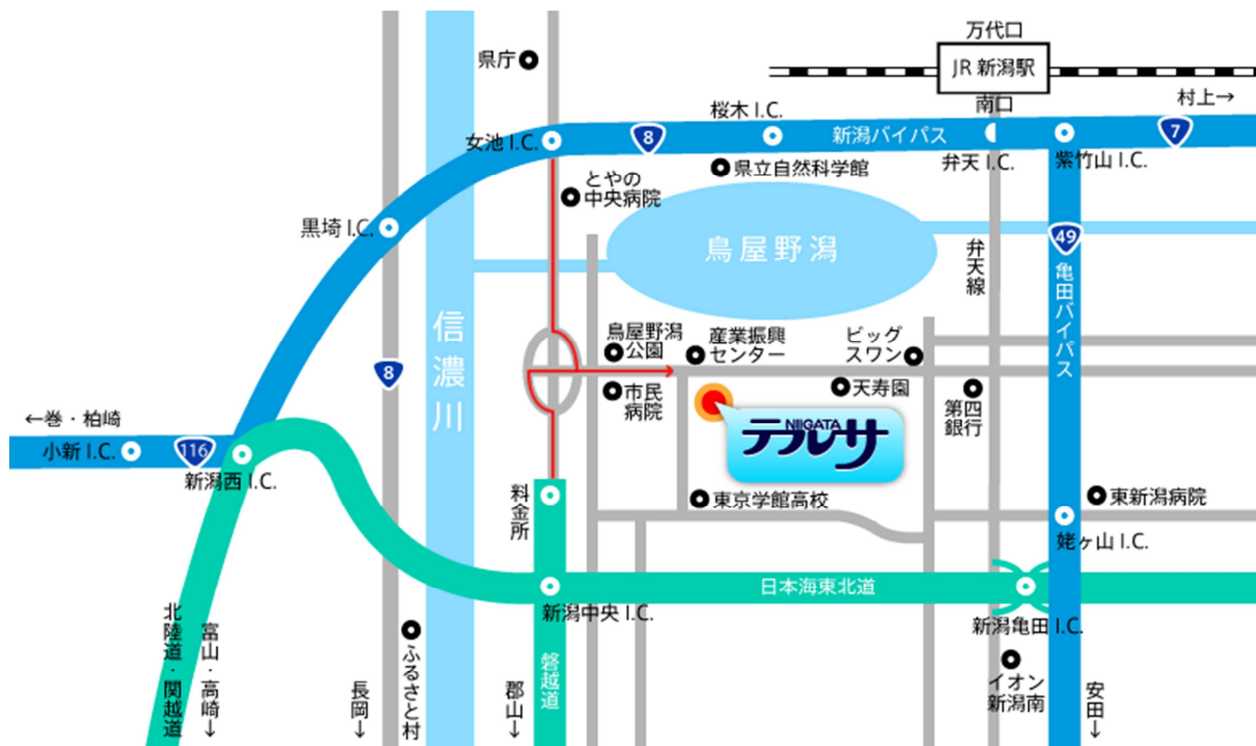 万代口
県庁
JR 新潟駅
村上→
桜木 I.C.
南口
女池 I.C.
8
新潟バイパス
7
弁天 I.C.
紫竹山 I.C.
県立自然科学館
とやの
中央病院
黒埼 I.C.
鳥屋野潟
弁天線
49
亀田バイパス
信濃川
鳥屋野潟
公園
産業振興
センター
ビッグ
スワン
8
市民
病院
天寿園
第四
銀行
←巻・柏崎
小新 I.C.
116
新潟西 I.C.
NIIGATA
テルサ
料金所
東京学館高校
東新潟病院
姥ヶ山 I.C.
日本海東北道
新潟中央 I.C.
新潟亀田 I.C.
北陸道・関越道
富山・高崎→
長岡→
ふるさと村
郡山→
磐越道
イオン
新潟南
安田→